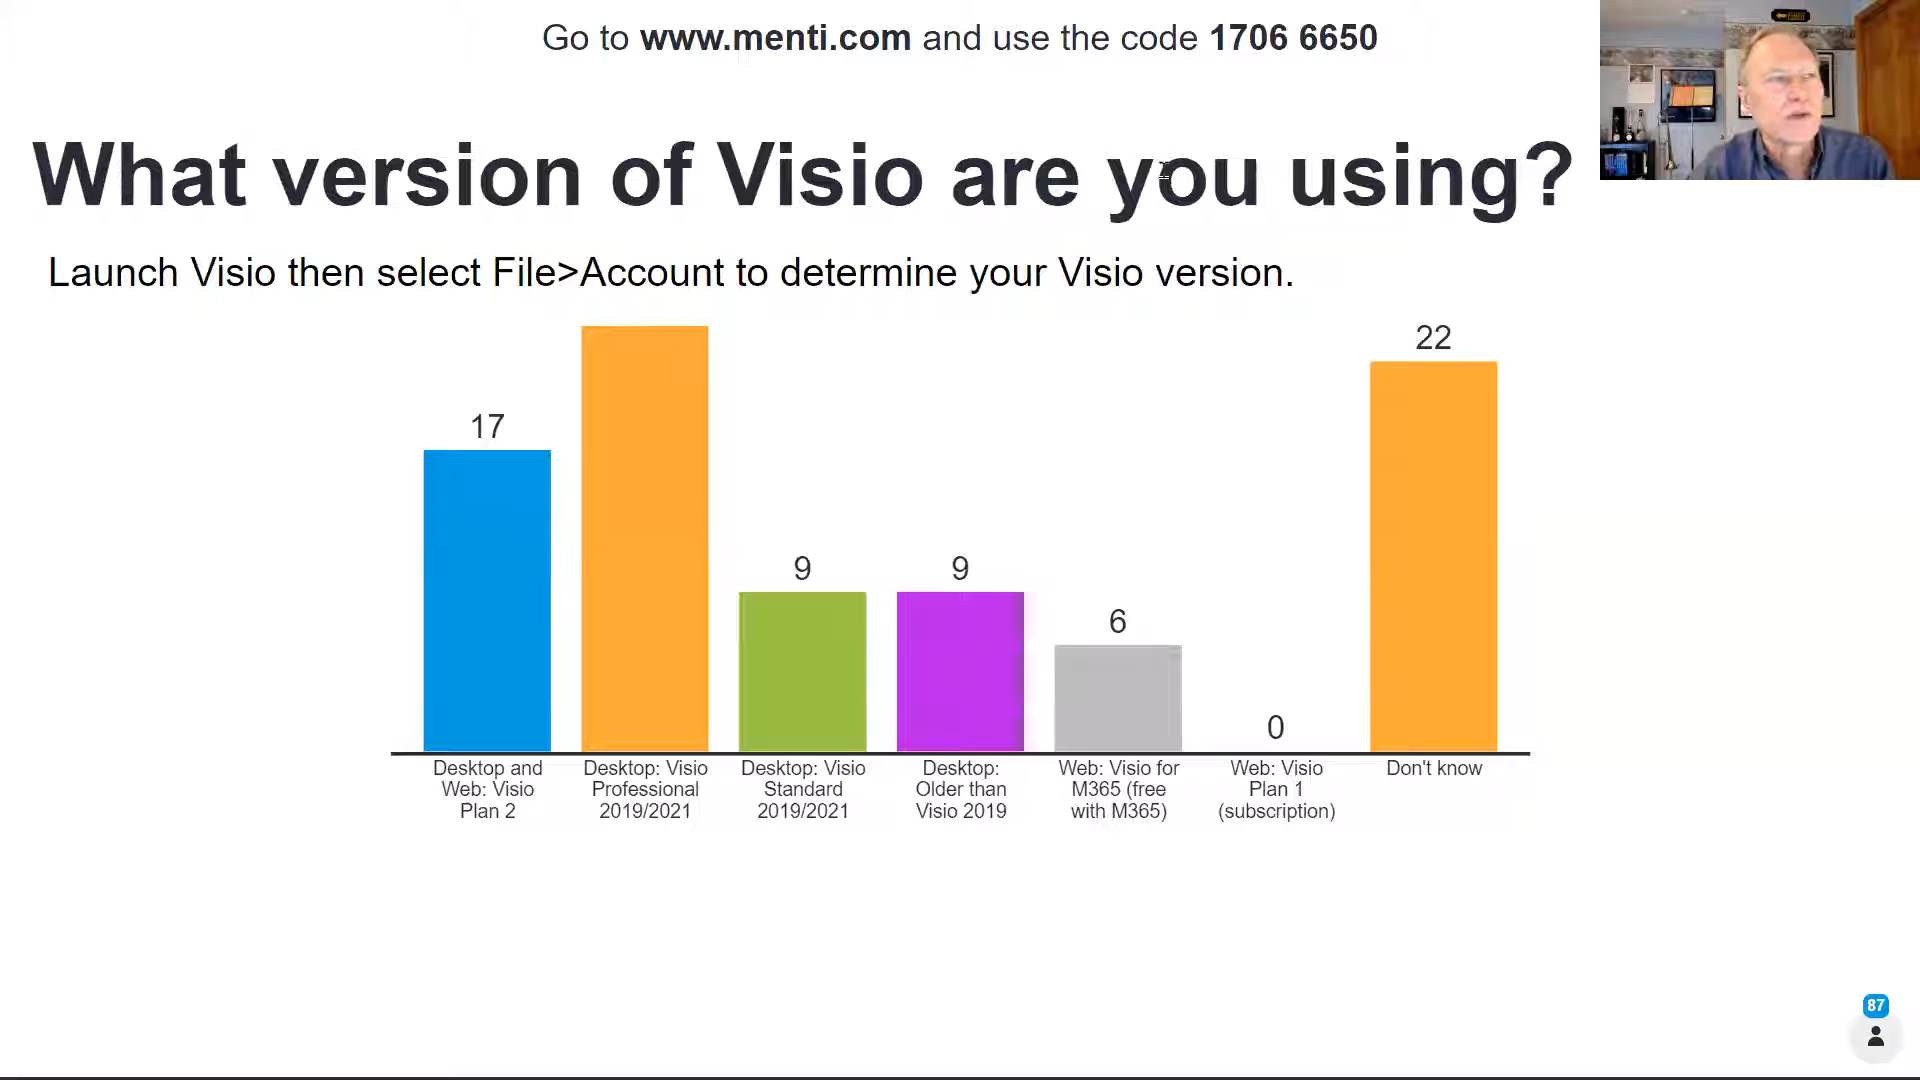 Go to www.menti.com and use the code 1706 6650
What version of Visio are you using?
Launch Visio then select File>Account to determine your Visio version.
17
9
9
6
0
22
Desktop and
Web: Visio
Plan 2
Desktop: Visio
Professional
2019/2021
Desktop: Visio
Standard
2019/2021
Desktop:
Older than
Visio 2019
Web: Visio for
M365 (free
with M365)
Web: Visio
Plan 1
(subscription)
Don't know
87